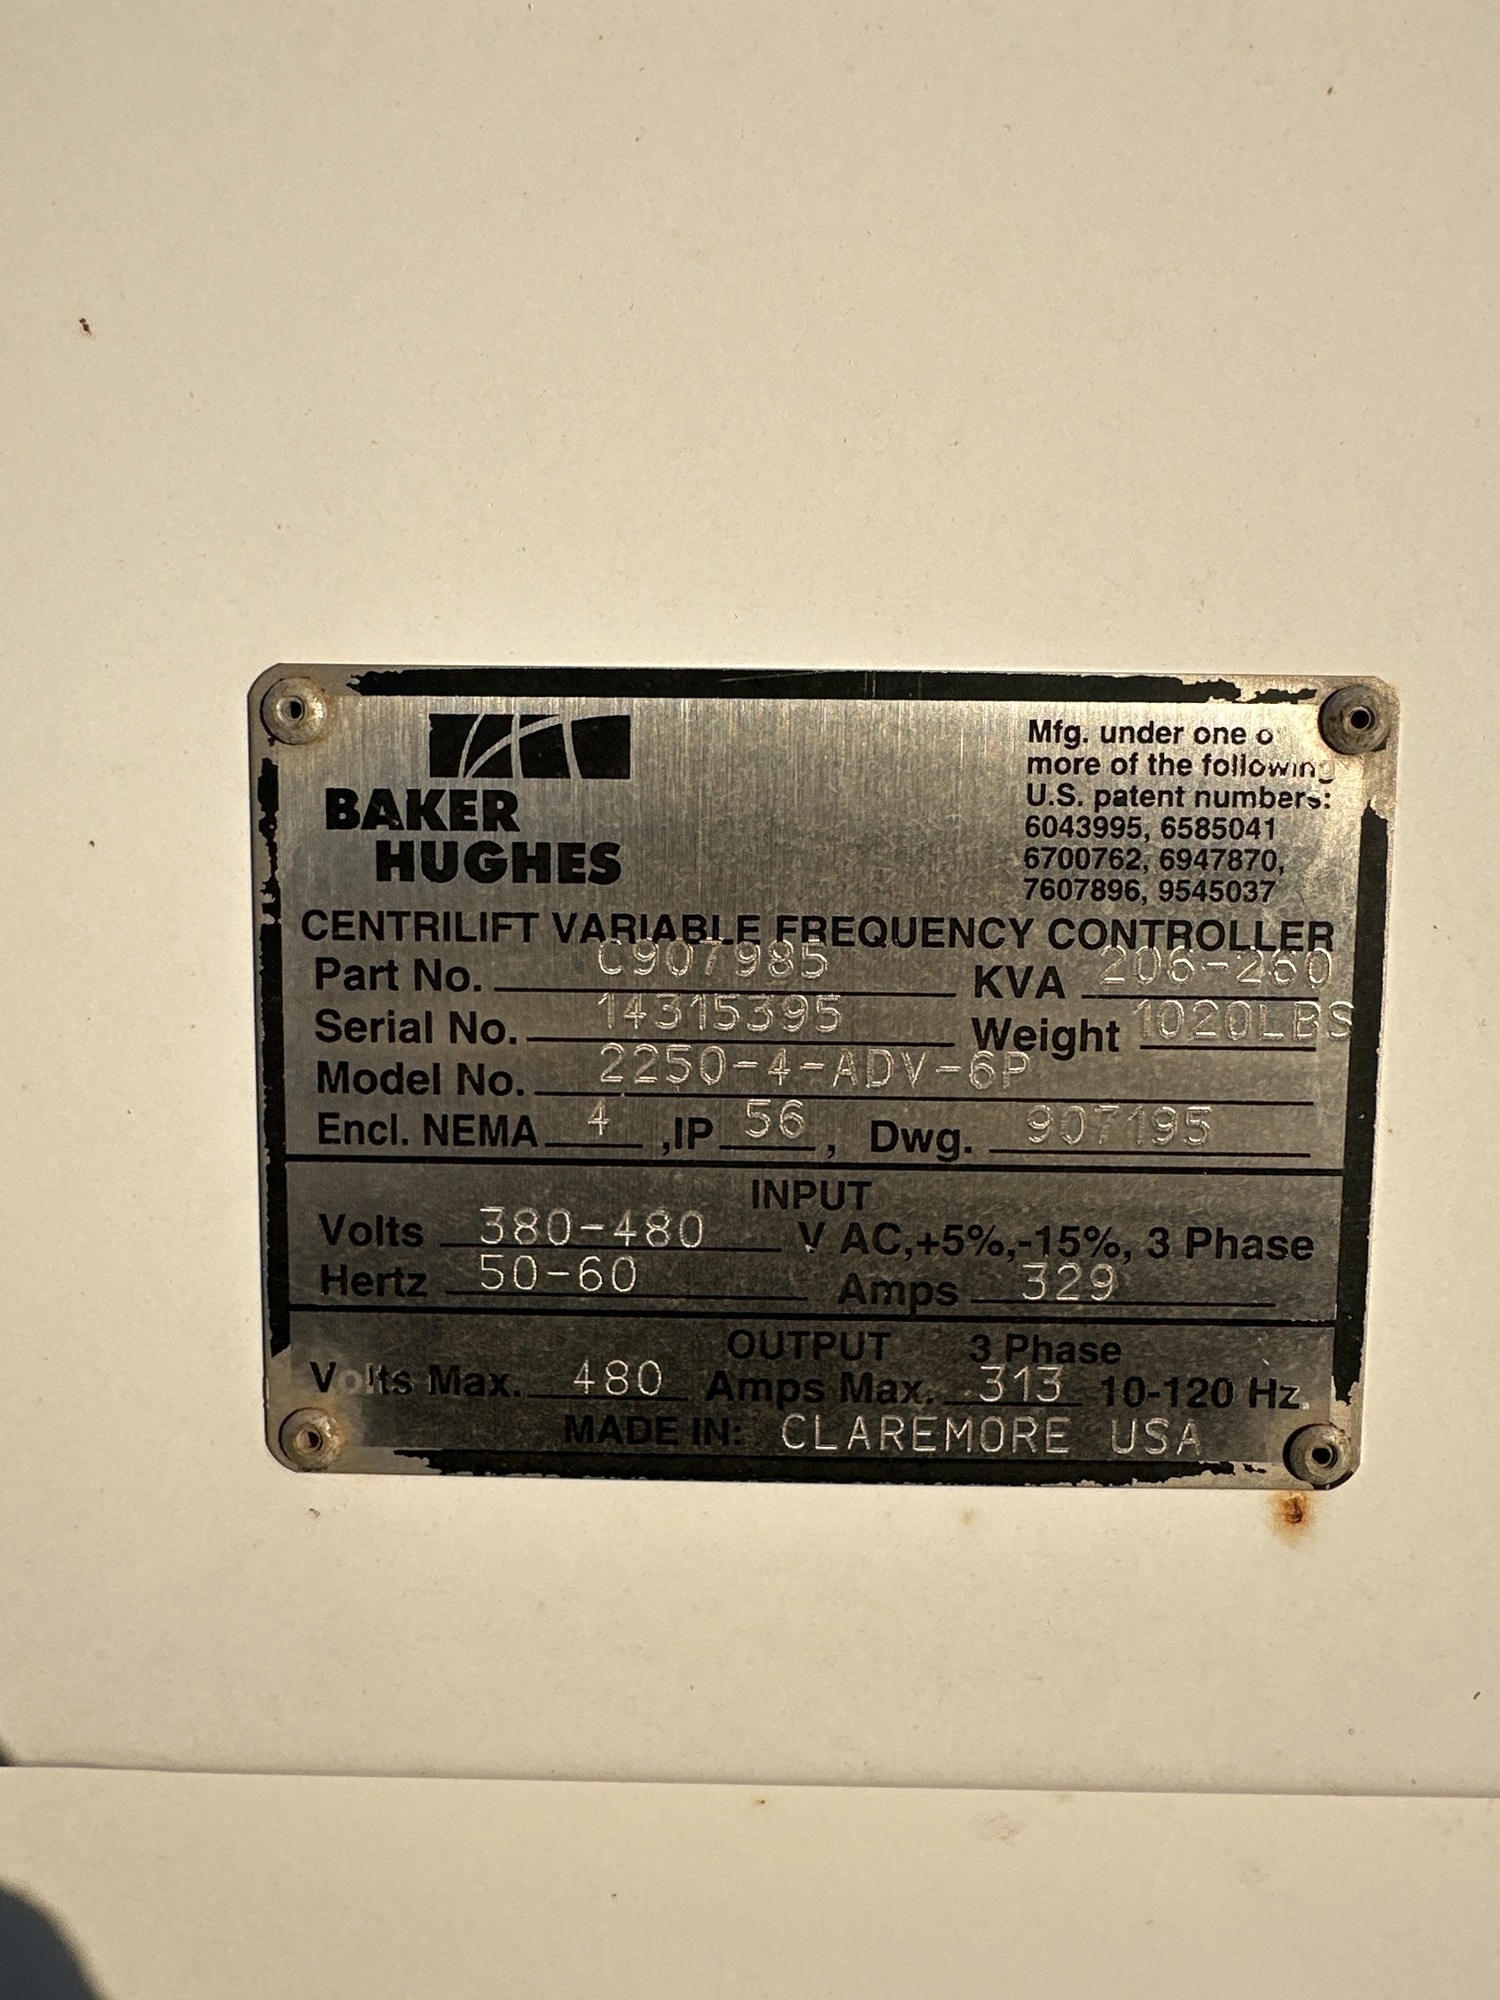 BAKER
HUGHES
Mfg. under one o
more of the following
U.S. patent numbers:
6043995, 6585041
6700762, 6947870,
7607896, 9545037
CENTRILIFT VARIABLE FREQUENCY CONTROLLER
Part No. C907985 KVA 206-260
Serial No. 14315395 Weight 1020LBS
Model No. 2250-4-ADV-6P
Encl. NEMA 4 ,IP 56, Dwg. 907195
INPUT
Volts 380-480 V AC,+5%,-15%, 3 Phase
Hertz 50-60 Amps 329
OUTPUT 3 Phase
Volts Max. 480 Amps Max. 313 10-120 Hz.
MADE IN: CLAREMORE USA